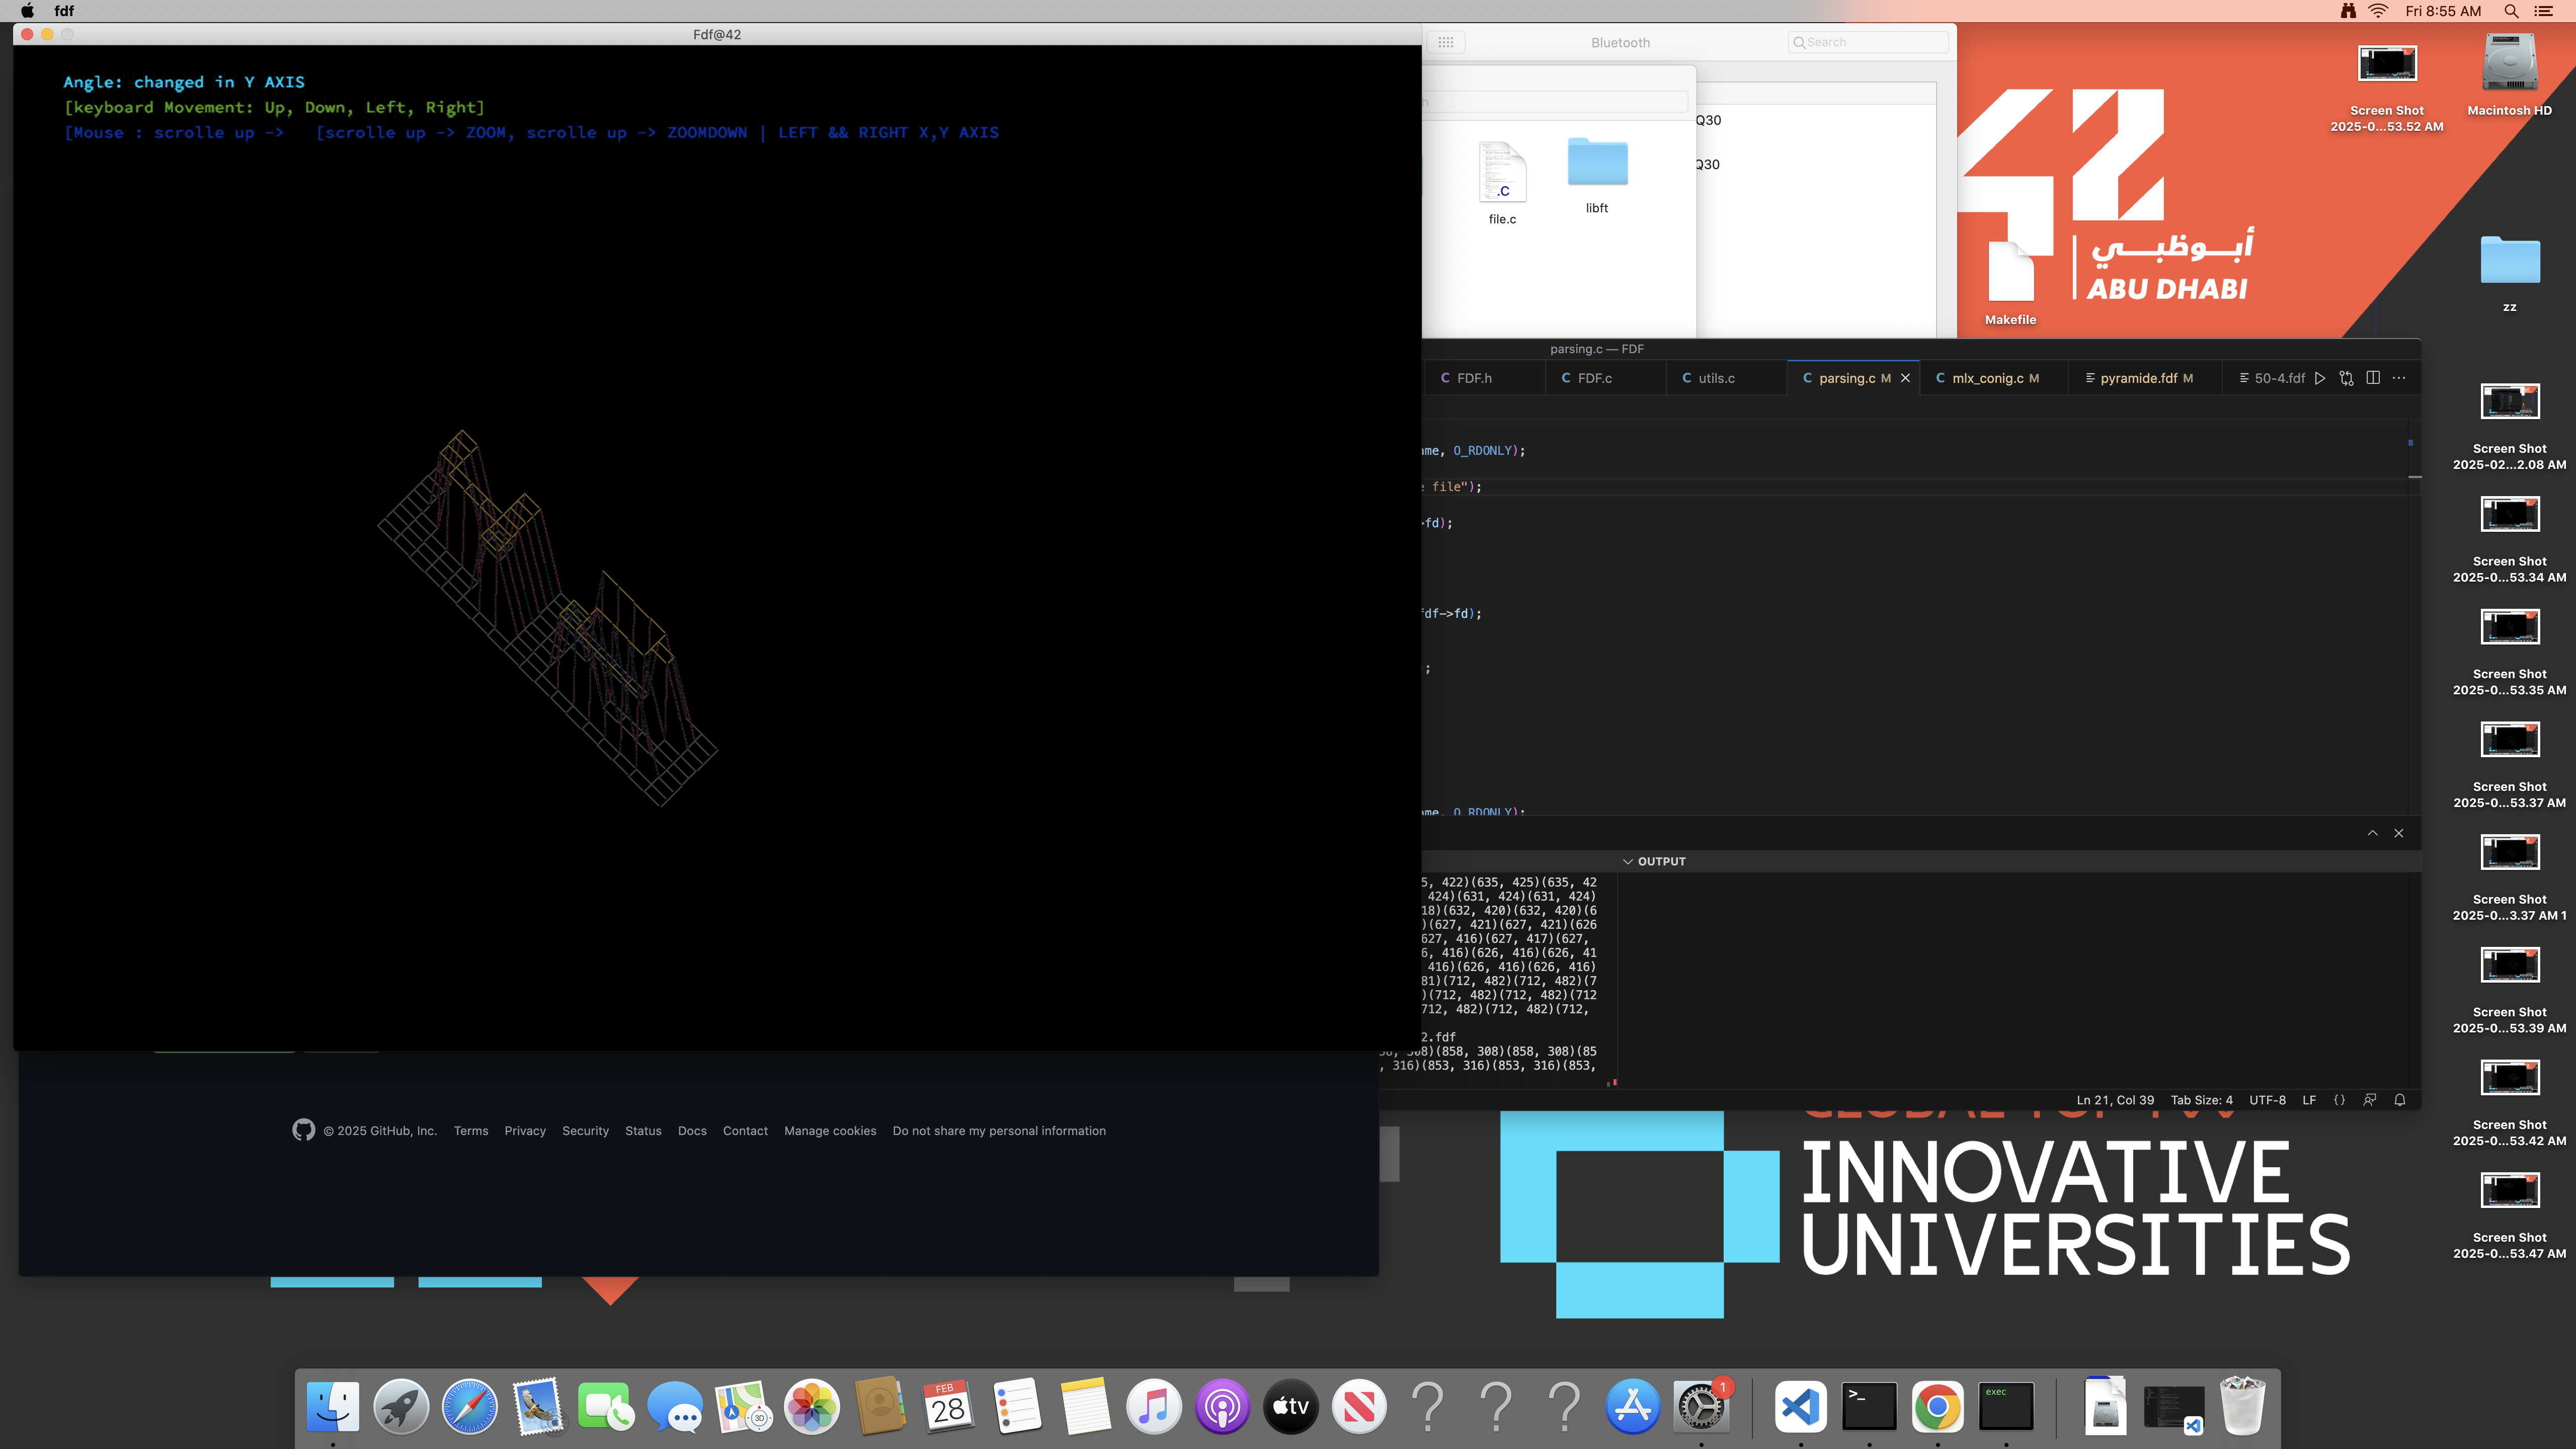 fdf
Fri 8:55 AM
Fdf@42
Angle: changed in Y AXIS
[keyboard Movement: Up, Down, Left, Right]
[Mouse : scrolle up -> [scrolle up -> ZOOM, scrolle up -> ZOOMDOWN | LEFT && RIGHT X,Y AXIS
Bluetooth
Search
Q30
Q30
.C
file.c
libft
أبـوظـبـي
ABU DHABI
Makefile
Screen Shot
2025-0...53.52 AM
Macintosh HD
zz
Screen Shot
2025-02...2.08 AM
Screen Shot
2025-0...53.34 AM
Screen Shot
2025-0...53.35 AM
Screen Shot
2025-0...53.37 AM
Screen Shot
2025-0...3.37 AM 1
Screen Shot
2025-0...53.39 AM
Screen Shot
2025-0...53.42 AM
Screen Shot
2025-0...53.47 AM
parsing.c — FDF
C FDF.h
C FDF.c
C utils.c
C parsing.c M
C mlx_conig.c M
pyramide.fdf M
50-4.fdf
ame, O_RDONLY);
e file");
>fd);
fdf->fd);
);
ame, O_RDONLY);
OUTPUT
5, 422)(635, 425)(635, 42
424)(631, 424)(631, 424)
18)(632, 420)(632, 420)(6
)(627, 421)(627, 421)(626
627, 416)(627, 417)(627,
6, 416)(626, 416)(626, 41
416)(626, 416)(626, 416)
81)(712, 482)(712, 482)(7
)(712, 482)(712, 482)(712
712, 482)(712, 482)(712,
2.fdf
308)(858, 308)(858, 308)(85
, 316)(853, 316)(853, 316)(853,
Ln 21, Col 39
Tab Size: 4
UTF-8
LF
{}
© 2025 GitHub, Inc.
Terms
Privacy
Security
Status
Docs
Contact
Manage cookies
Do not share my personal information
INNOVATIVE
UNIVERSITIES
3D
FEB
28
tv
1
>_
exec